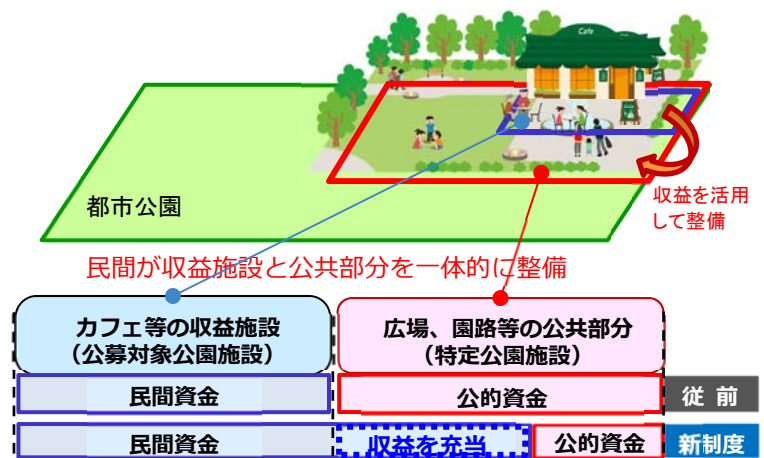 Cafe
都市公園
収益を活用
して整備
民間が収益施設と公共部分を一体的に整備
カフェ等の収益施設
（公募対象公園施設）
広場、園路等の公共部分
（特定公園施設）
民間資金
公的資金
従 前
民間資金
収益を充当
公的資金
新制度